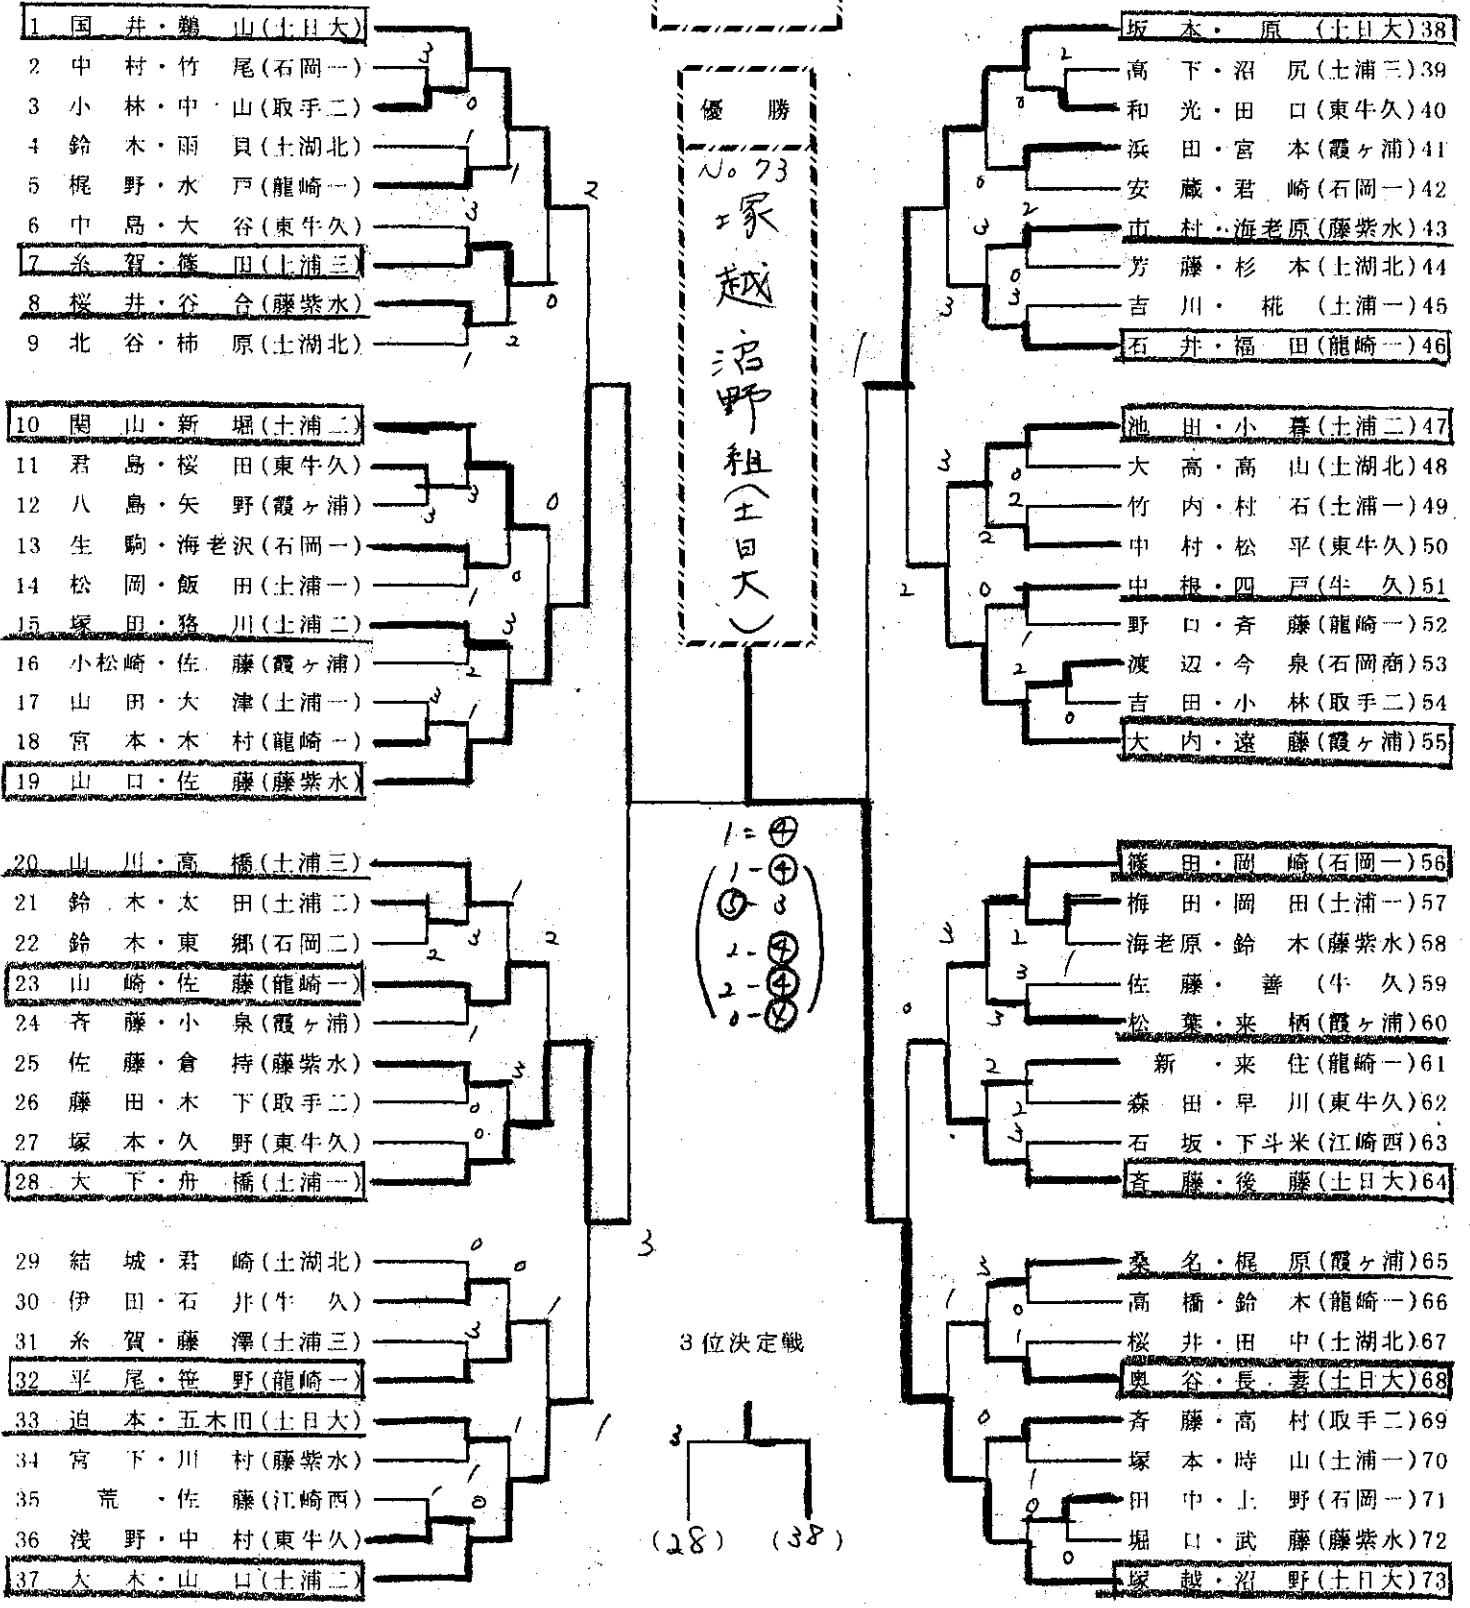 1 国井・鵜山(土日大)
2 中村・竹尾(石岡一)
3 小林・中山(取手二)
4 鈴木・雨貝(土湖北)
5 梶野・水戸(龍崎一)
6 中島・大谷(東牛久)
7 糸賀・篠田(土浦三)
8 桜井・谷合(藤紫水)
9 北谷・柿原(土湖北)
10 関山・新堀(土浦二)
11 君島・桜田(東牛久)
12 八島・矢野(霞ヶ浦)
13 生駒・海老沢(石岡一)
14 松岡・飯田(土浦一)
15 塚田・猪川(土浦二)
16 小松崎・佐藤(霞ヶ浦)
17 山田・大津(土浦一)
18 宮本・木村(龍崎一)
19 山口・佐藤(藤紫水)
20 山川・高橋(土浦三)
21 鈴木・太田(土浦二)
22 鈴木・東郷(石岡二)
23 山崎・佐藤(龍崎一)
24 斉藤・小泉(霞ヶ浦)
25 佐藤・倉持(藤紫水)
26 藤田・木下(取手二)
27 塚本・久野(東牛久)
28 大下・舟橋(土浦一)
29 結城・君崎(土湖北)
30 伊田・石井(牛久)
31 糸賀・藤澤(土浦三)
32 平尾・笹野(龍崎一)
33 迫本・五木田(土日大)
34 宮下・川村(藤紫水)
35 荒・佐藤(江崎西)
36 浅野・中村(東牛久)
37 大木・山口(土浦二)
優勝
No 73
塚越沼野組(土日大)
1=④
1-④
⑤-3
2-④
2-④
0-④
3位決定戦
3
(28) (38)
坂本・原(土日大)38
高下・沼尻(土浦三)39
和光・田口(東牛久)40
浜田・宮本(霞ヶ浦)41
安蔵・君崎(石岡一)42
市村・海老原(藤紫水)43
芳藤・杉本(土湖北)44
吉川・椛(土浦一)45
石井・福田(龍崎一)46
池田・小暮(土浦二)47
大高・高山(土湖北)48
竹内・村石(土浦一)49
中村・松平(東牛久)50
中根・四戸(牛久)51
野口・斉藤(龍崎一)52
渡辺・今泉(石岡商)53
吉田・小林(取手二)54
大内・遠藤(霞ヶ浦)55
篠田・岡崎(石岡一)56
梅田・岡田(土浦一)57
海老原・鈴木(藤紫水)58
佐藤・善(牛久)59
松葉・来栖(霞ヶ浦)60
新・来住(龍崎一)61
森田・早川(東牛久)62
石坂・下斗米(江崎西)63
斉藤・後藤(土日大)64
桑名・梶原(霞ヶ浦)65
高橋・鈴木(龍崎一)66
桜井・田中(土湖北)67
奥谷・長妻(土日大)68
斉藤・高村(取手二)69
塚本・時山(土浦一)70
田中・上野(石岡一)71
堀口・武藤(藤紫水)72
塚越・沼野(土日大)73